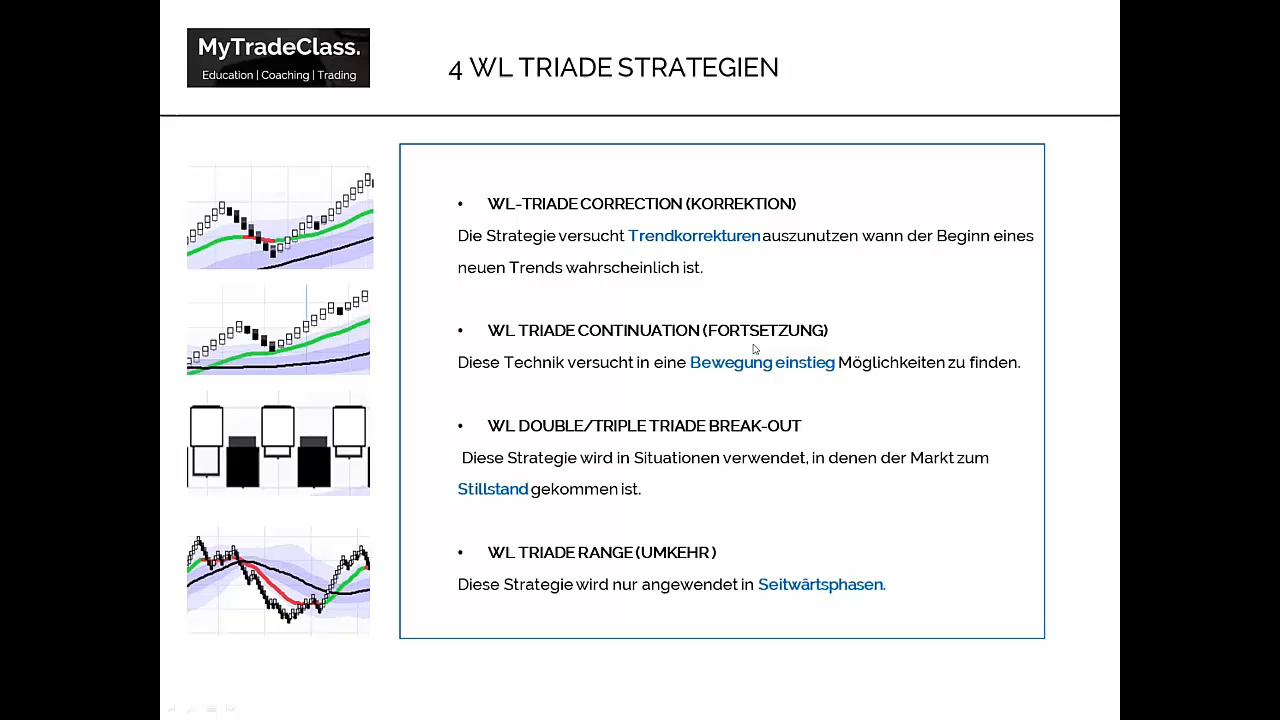 MyTradeClass.
Education | Coaching | Trading
4 WL TRIADE STRATEGIEN
• WL-TRIADE CORRECTION (KORREKTION)
Die Strategie versucht Trendkorrekturen auszunutzen wann der Beginn eines
neuen Trends wahrscheinlich ist.
• WL TRIADE CONTINUATION (FORTSETZUNG)
Diese Technik versucht in eine Bewegung einstieg Möglichkeiten zu finden.
• WL DOUBLE/TRIPLE TRIADE BREAK-OUT
Diese Strategie wird in Situationen verwendet, in denen der Markt zum
Stillstand gekommen ist.
• WL TRIADE RANGE (UMKEHR )
Diese Strategie wird nur angewendet in Seitwärtsphasen.